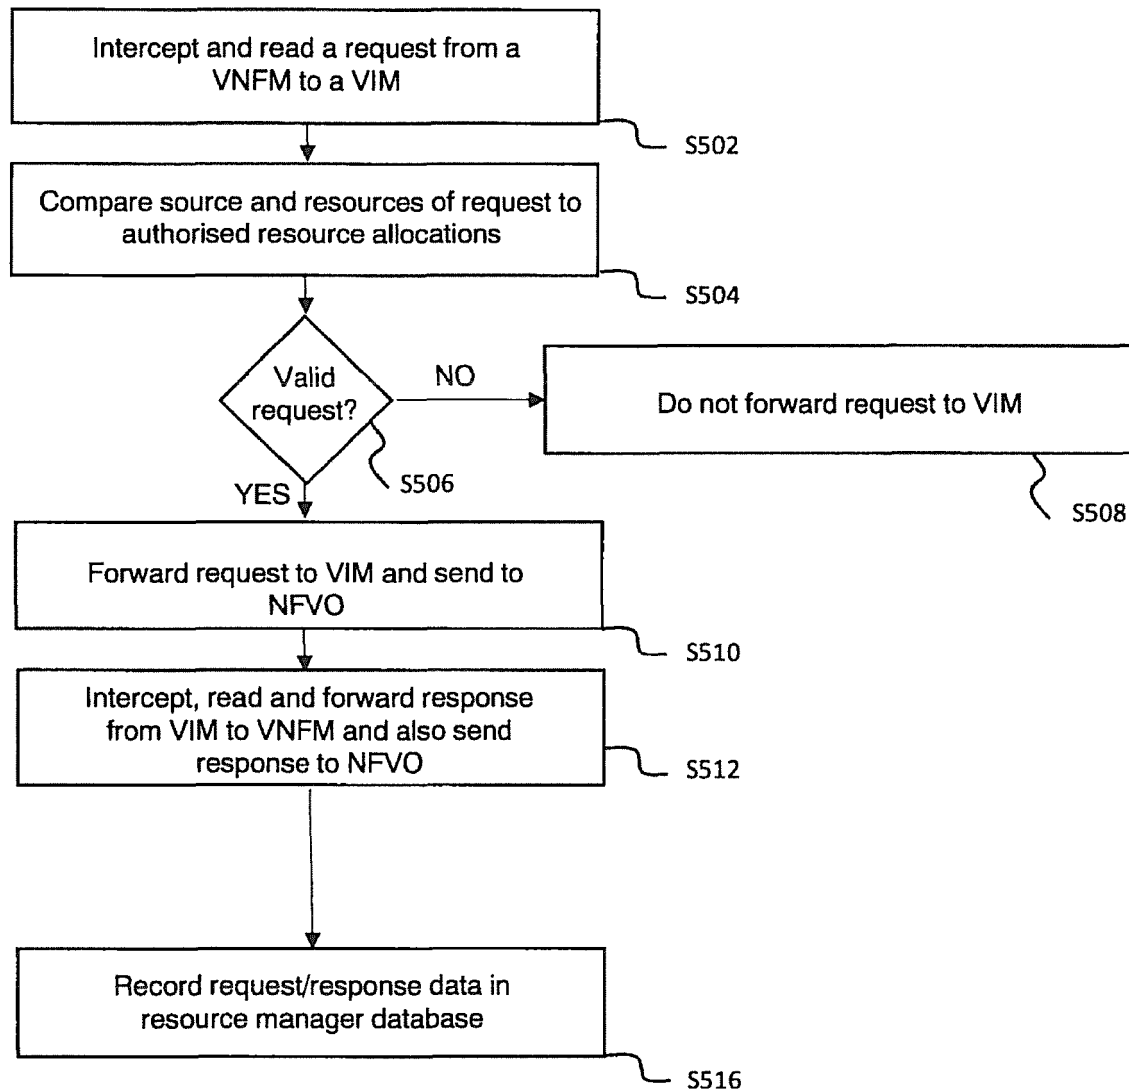 Intercept and read a request from a
VNFM to a VIM
S502
Compare source and resources of request to
authorised resource allocations
S504
Valid
request?
NO
Do not forward request to VIM
S506
YES
S508
Forward request to VIM and send to
NFVO
S510
Intercept, read and forward response
from VIM to VNFM and also send
response to NFVO
S512
Record request/response data in
resource manager database
S516